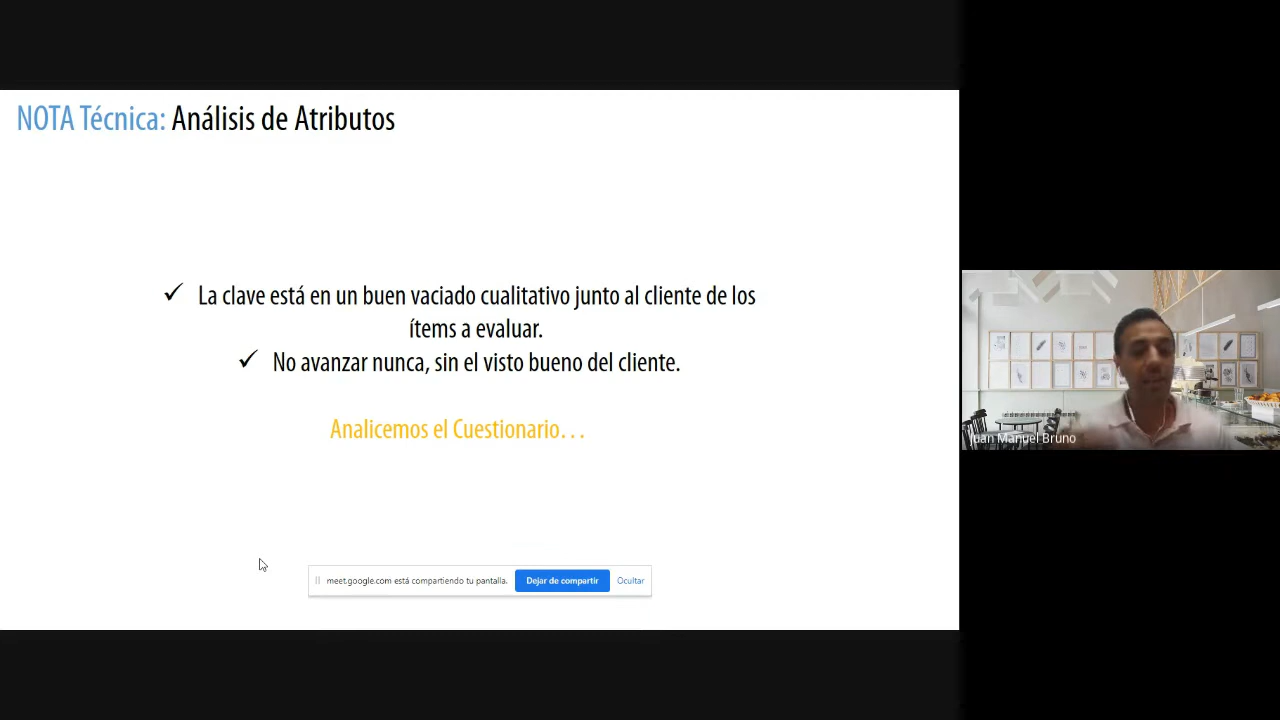 NOTA Técnica: Análisis de Atributos
✓ La clave está en un buen vaciado cualitativo junto al cliente de los
ítems a evaluar.
✓ No avanzar nunca, sin el visto bueno del cliente.
Analicemos el Cuestionario...
meet.google.com está compartiendo tu pantalla. Dejar de compartir Ocultar
Juan Manuel Bruno